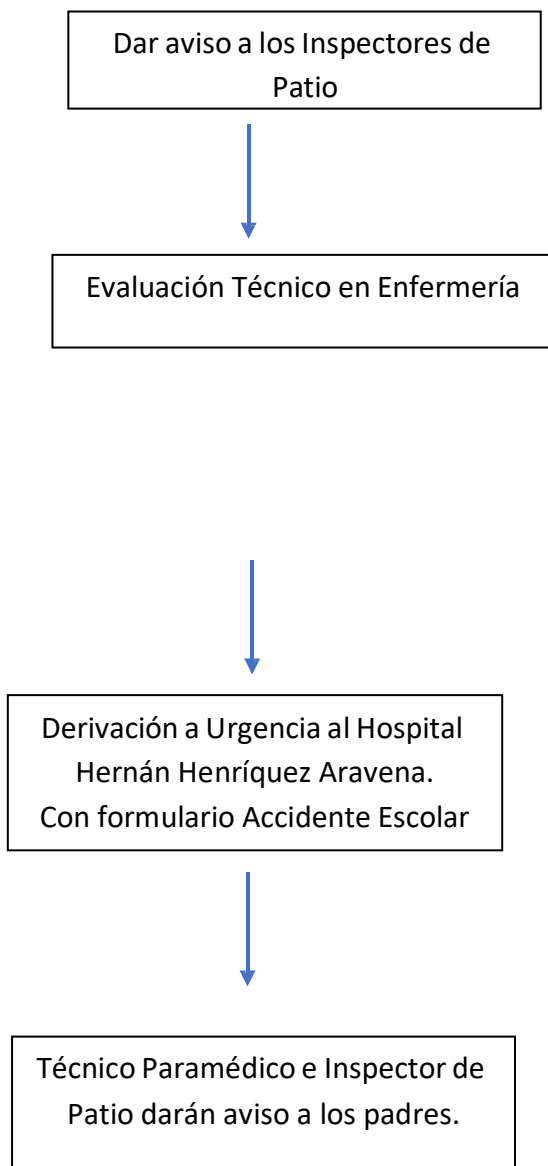 Dar aviso a los Inspectores de
Patio
Evaluación Técnico en Enfermería
Derivación a Urgencia al Hospital
Hernán Henríquez Aravena.
Con formulario Accidente Escolar
Técnico Paramédico e Inspector de
Patio darán aviso a los padres.